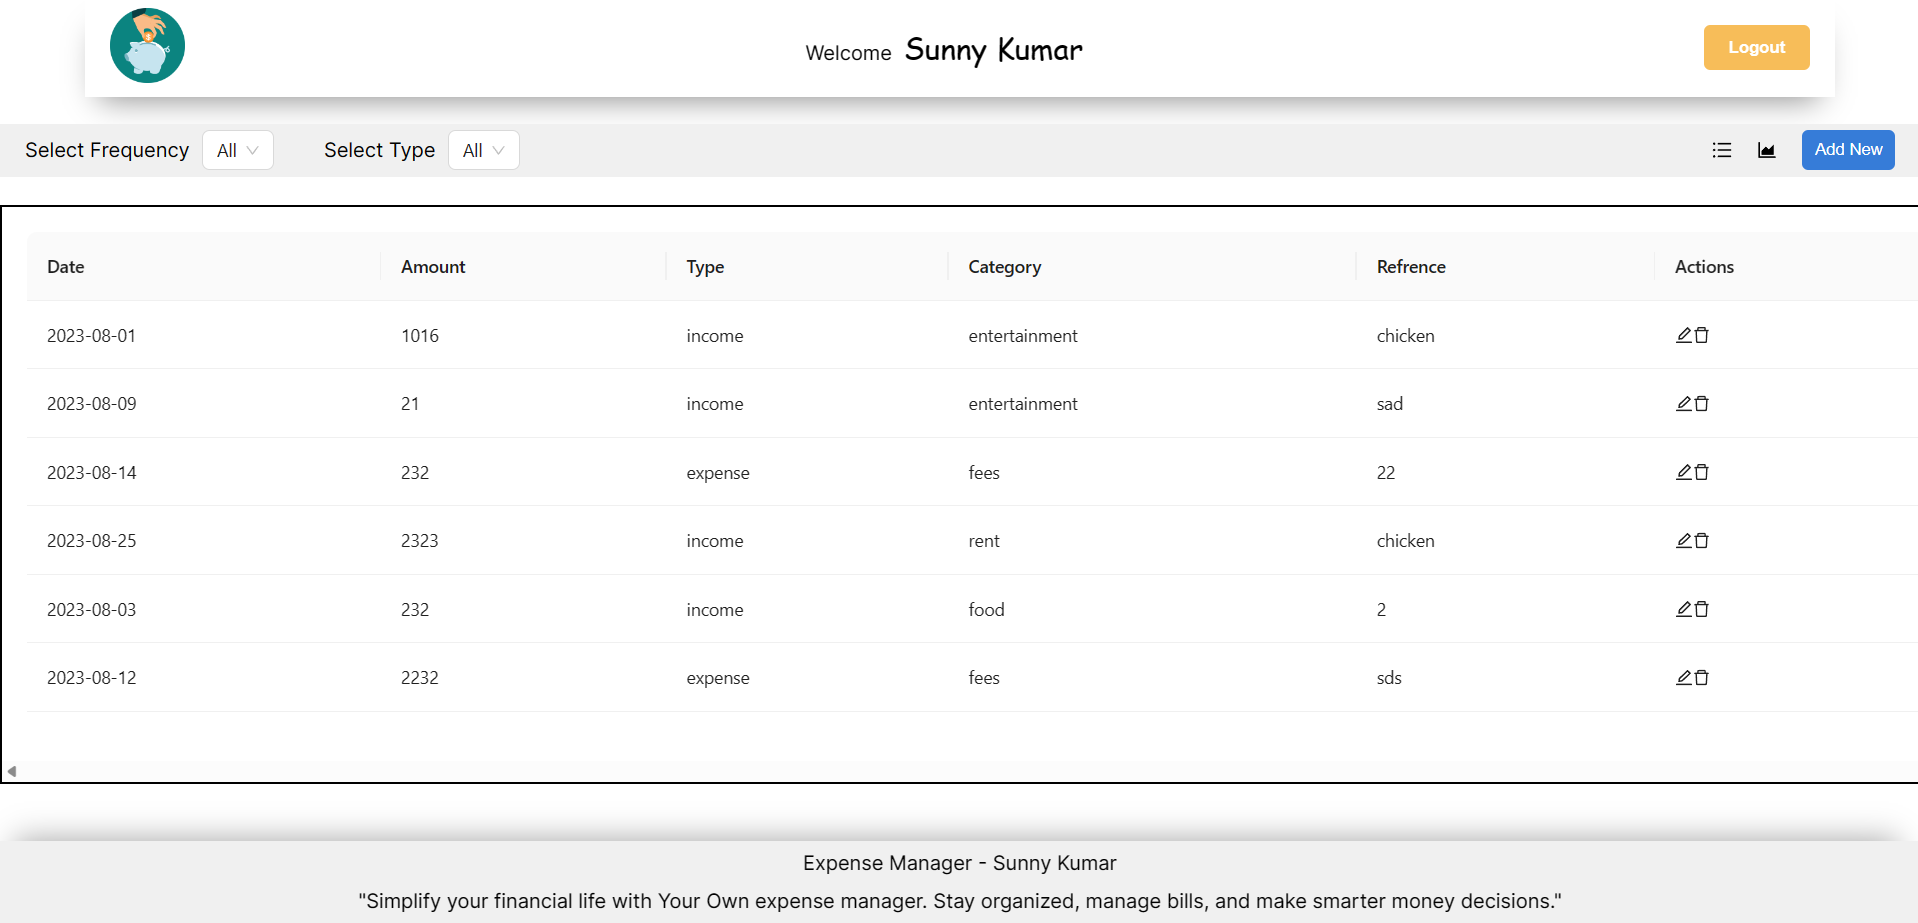 Welcome Sunny Kumar Logout
Select Frequency All Select Type All Add New
Date Amount Type Category Refrence Actions
2023-08-01 1016 income entertainment chicken
2023-08-09 21 income entertainment sad
2023-08-14 232 expense fees 22
2023-08-25 2323 income rent chicken
2023-08-03 232 income food 2
2023-08-12 2232 expense fees sds
Expense Manager - Sunny Kumar
"Simplify your financial life with Your Own expense manager. Stay organized, manage bills, and make smarter money decisions."